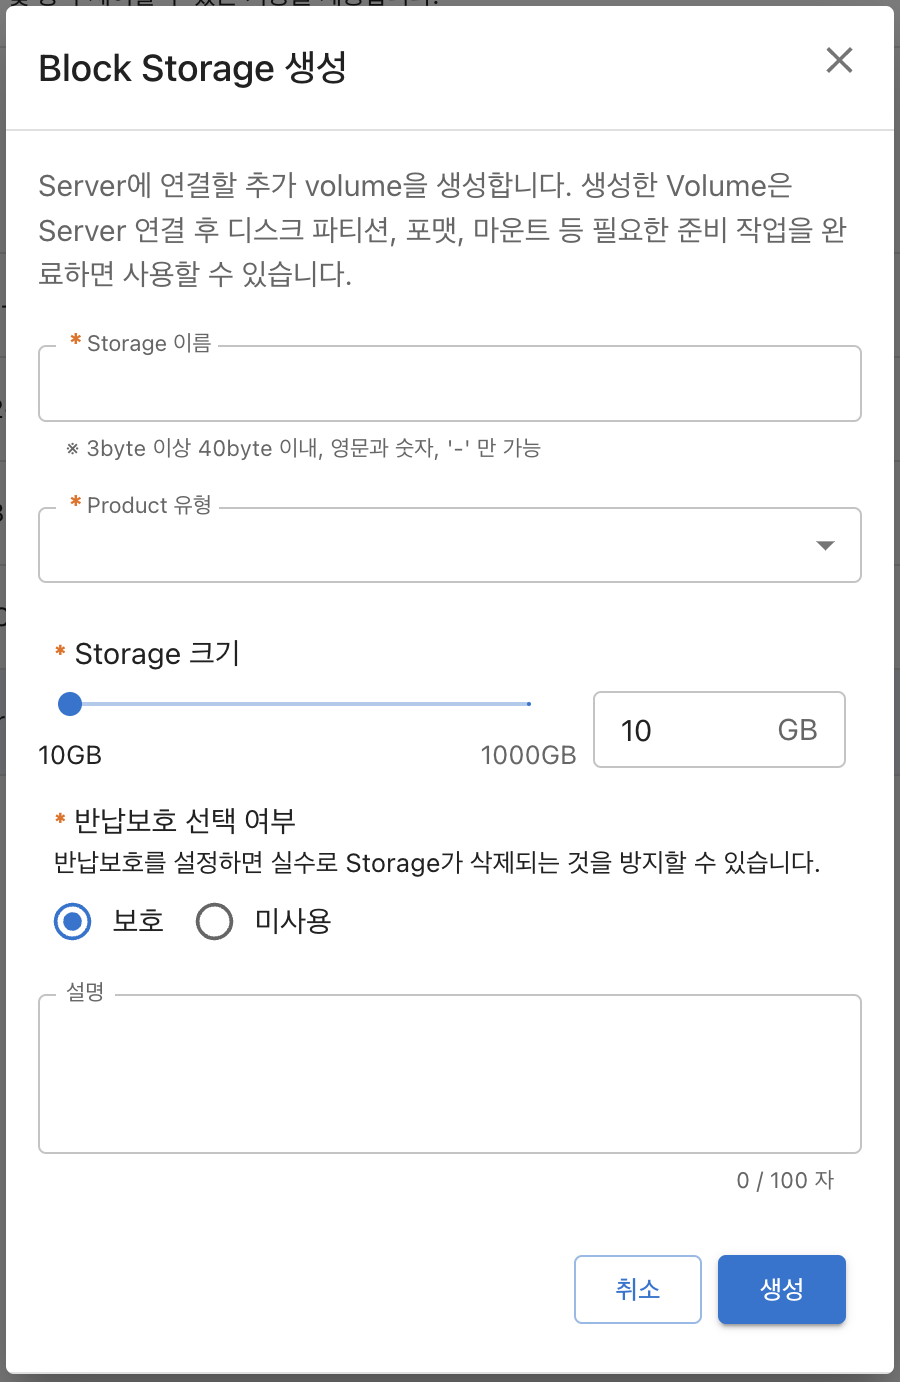 Block Storage 생성
Server에 연결할 추가 volume을 생성합니다. 생성한 Volume은
Server 연결 후 디스크 파티션, 포맷, 마운트 등 필요한 준비 작업을 완
료하면 사용할 수 있습니다.
* Storage 이름
※ 3byte 이상 40byte 이내, 영문과 숫자, '-' 만 가능
* Product 유형
* Storage 크기
10 GB
10GB 1000GB
* 반납보호 선택 여부
반납보호를 설정하면 실수로 Storage가 삭제되는 것을 방지할 수 있습니다.
보호 미사용
설명
0 / 100 자
취소 생성